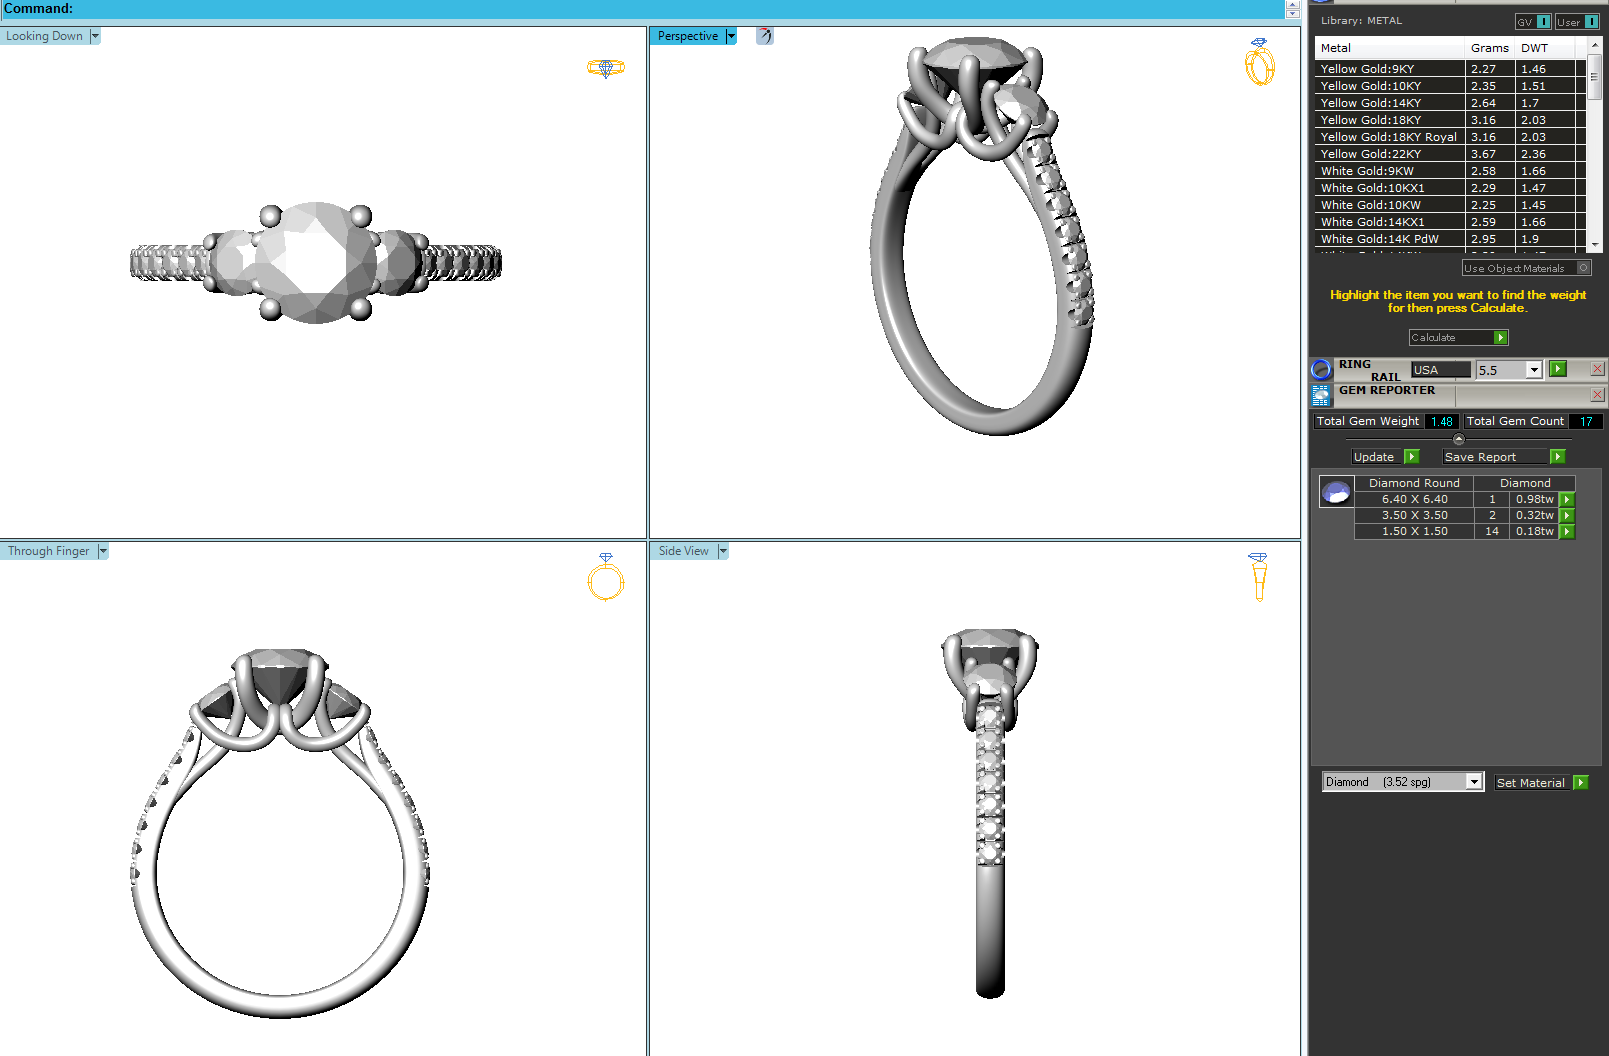 Command:
Looking Down
Perspective
Through Finger
Side View
Library: METAL
GV
User
Metal Grams DWT
Yellow Gold:9KY 2.27 1.46
Yellow Gold:10KY 2.35 1.51
Yellow Gold:14KY 2.64 1.7
Yellow Gold:18KY 3.16 2.03
Yellow Gold:18KY Royal 3.16 2.03
Yellow Gold:22KY 3.67 2.36
White Gold:9KW 2.58 1.66
White Gold:10KX1 2.29 1.47
White Gold:10KW 2.25 1.45
White Gold:14KX1 2.59 1.66
White Gold:14K PdW 2.95 1.9
Use Object Materials
Highlight the item you want to find the weight
for then press Calculate.
Calculate
RING
RAIL USA 5.5
GEM REPORTER
Total Gem Weight 1.48 Total Gem Count 17
Update Save Report
Diamond Round Diamond
6.40 X 6.40 1 0.98tw
3.50 X 3.50 2 0.32tw
1.50 X 1.50 14 0.18tw
Diamond (3.52 spg) Set Material